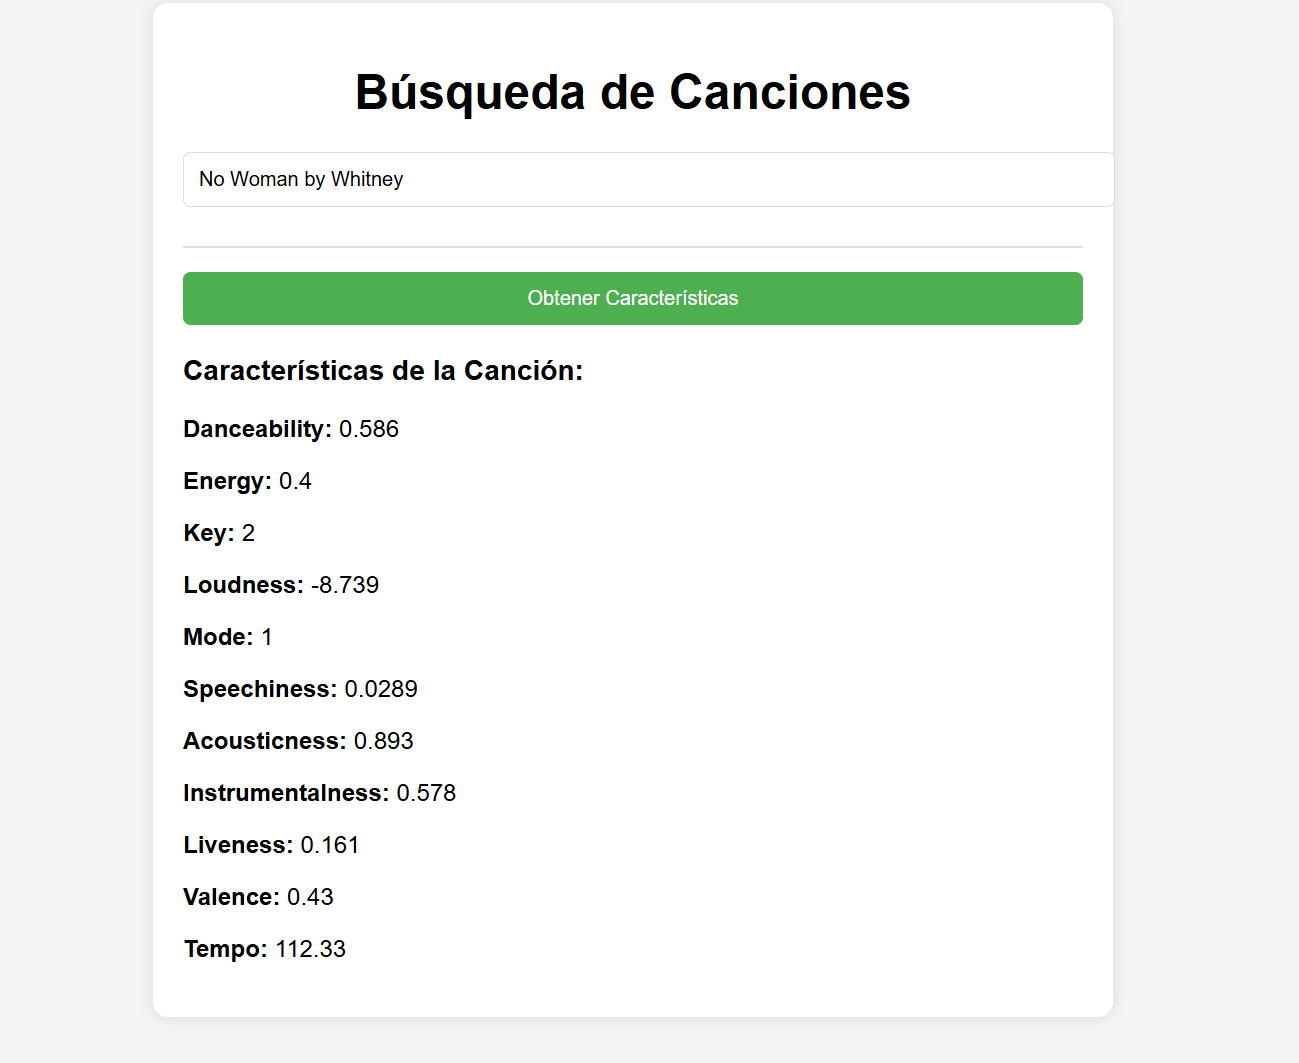 Búsqueda de Canciones
No Woman by Whitney
Obtener Características
Características de la Canción:
Danceability: 0.586
Energy: 0.4
Key: 2
Loudness: -8.739
Mode: 1
Speechiness: 0.0289
Acousticness: 0.893
Instrumentalness: 0.578
Liveness: 0.161
Valence: 0.43
Tempo: 112.33